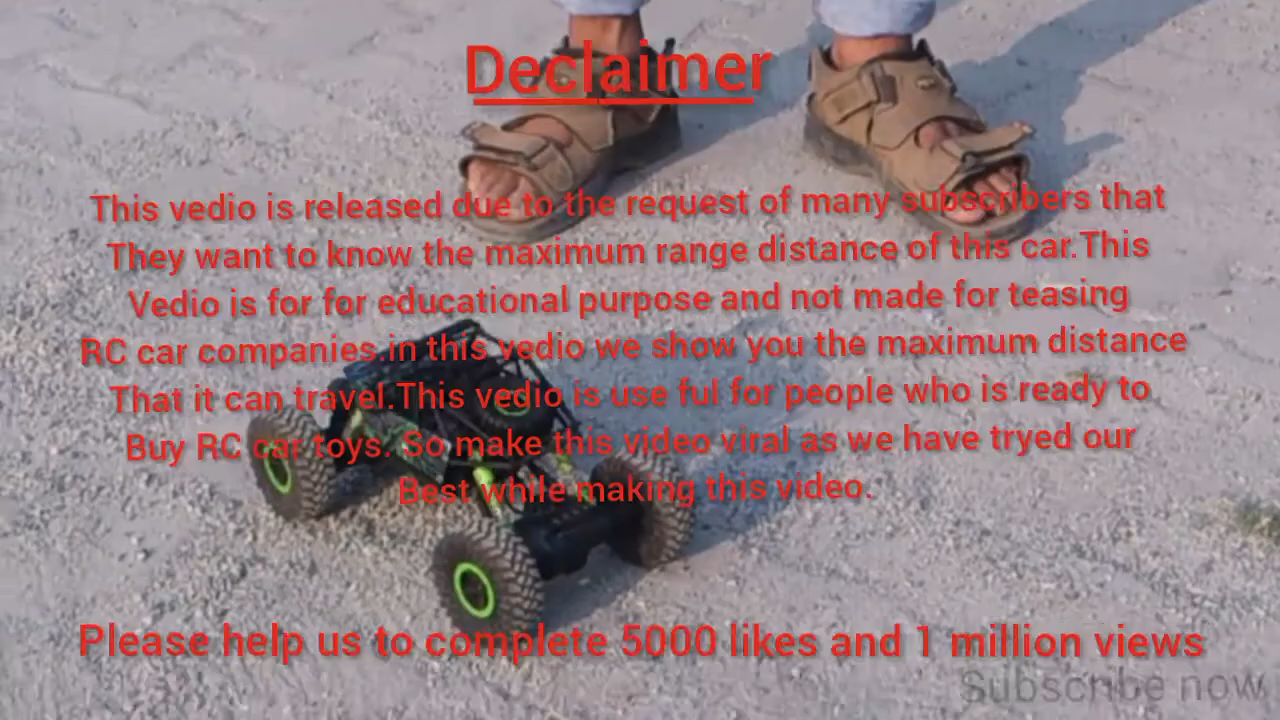 Declaimer
This vedio is released due to the request of many subscribers that
They want to know the maximum range distance of this car.This
Vedio is for for educational purpose and not made for teasing
RC car companies.in this vedio we show you the maximum distance
That it can travel.This vedio is use ful for people who is ready to
Buy RC car toys. So make this video viral as we have tryed our
Best while making this video.
Please help us to complete 5000 likes and 1 million views
Subscribe now